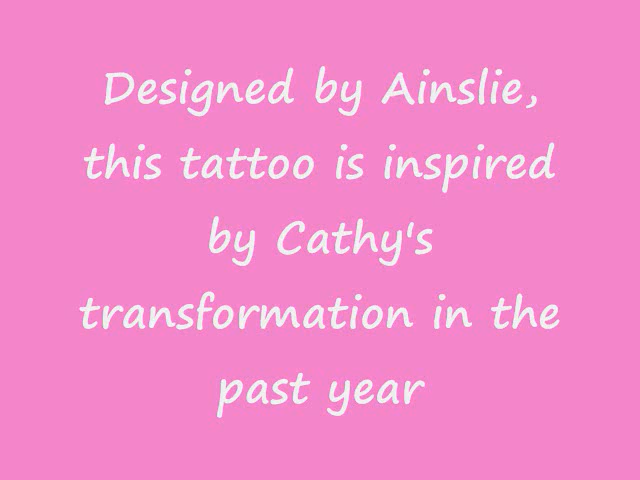 Designed by Ainslie,
this tattoo is inspired
by Cathy's
transformation in the
past year